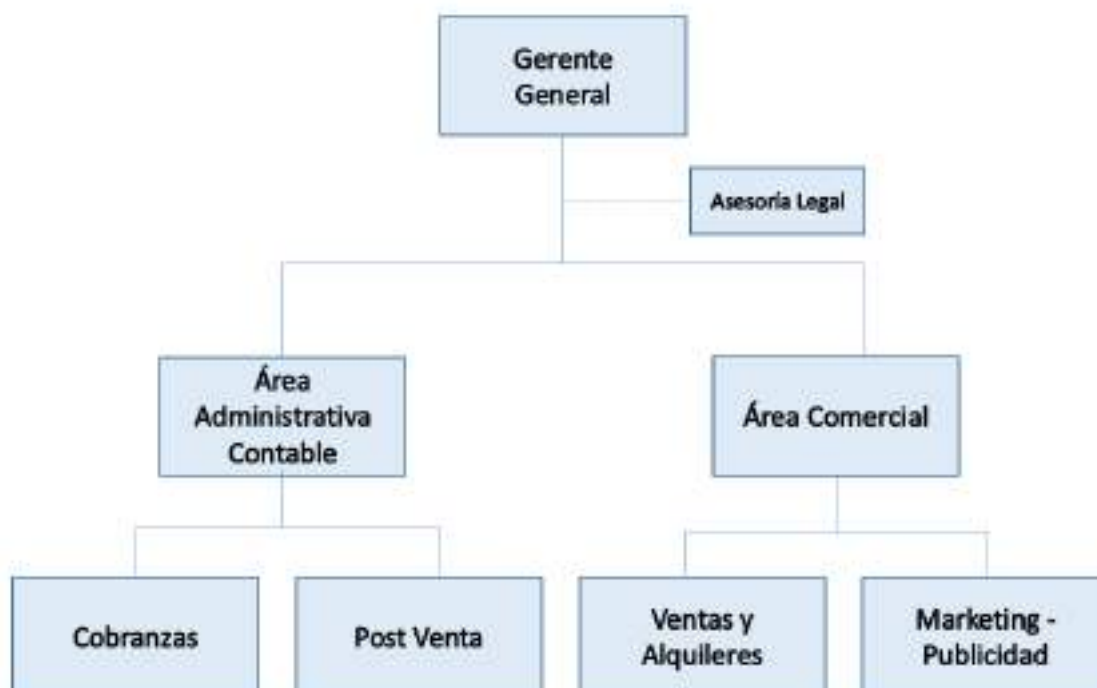 Gerente
General
Asesoría Legal
Área
Administrativa
Contable
Área Comercial
Cobranzas
Post Venta
Ventas y
Alquileres
Marketing -
Publicidad